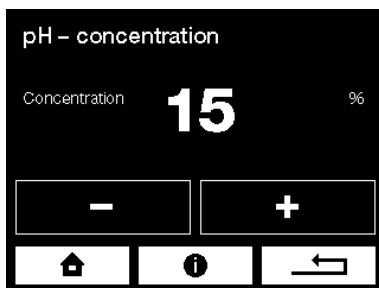 pH – concentration
Concentration 15 %
– +